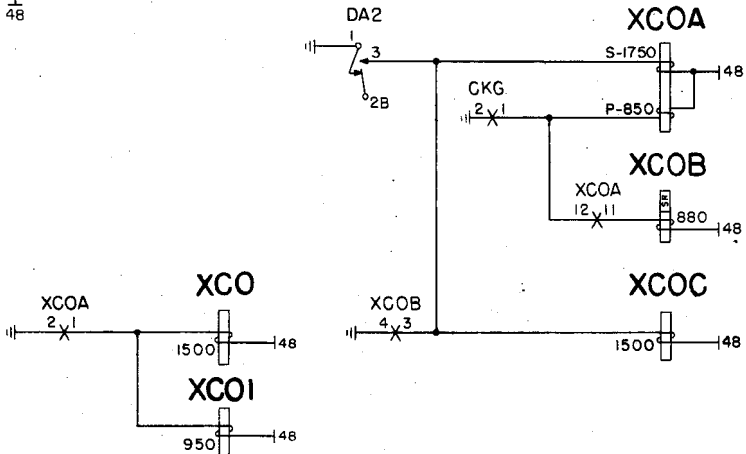 48
DA2
1
3
2B
XCOA
S-1750
48
P-850
CKG
2 1
XCOB
SR
880
48
XCOA
12 11
XCO
XCOA
2 1
1500
48
XCOB
4 3
XCOC
1500
48
XCO1
950
48